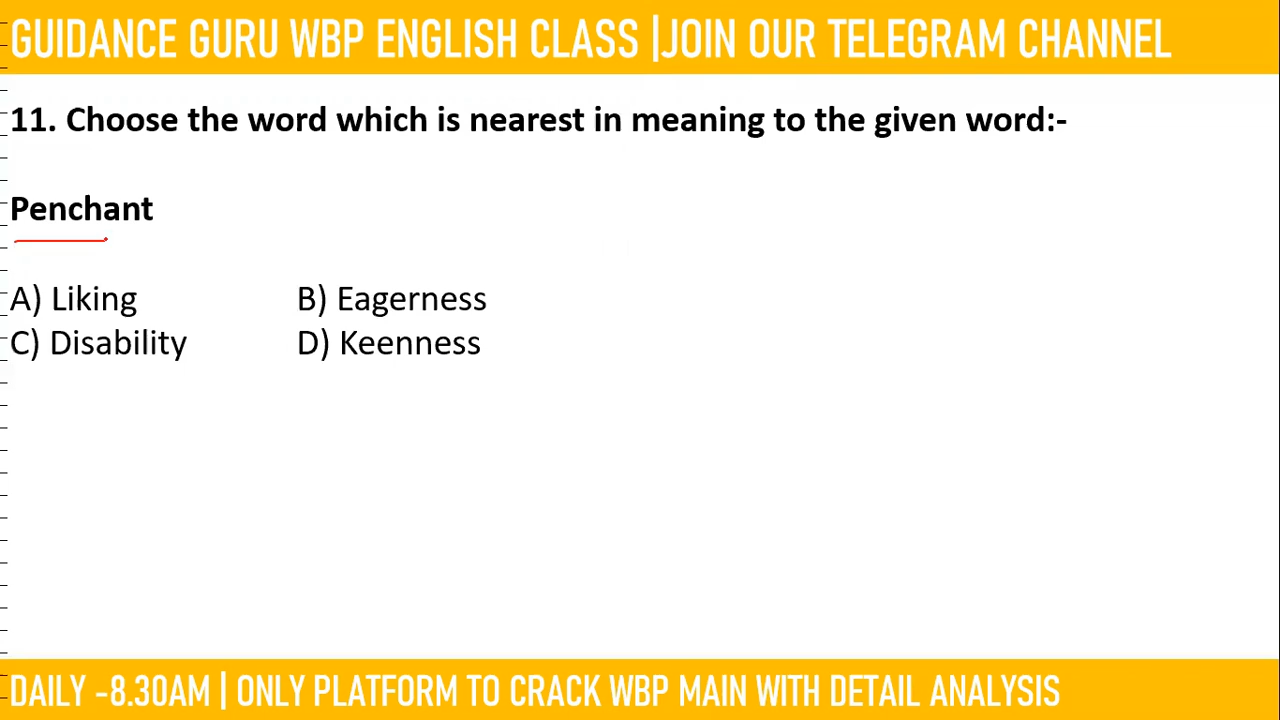 GUIDANCE GURU WBP ENGLISH CLASS |JOIN OUR TELEGRAM CHANNEL
11. Choose the word which is nearest in meaning to the given word:-
Penchant
A) Liking B) Eagerness
C) Disability D) Keenness
DAILY -8.30AM | ONLY PLATFORM TO CRACK WBP MAIN WITH DETAIL ANALYSIS